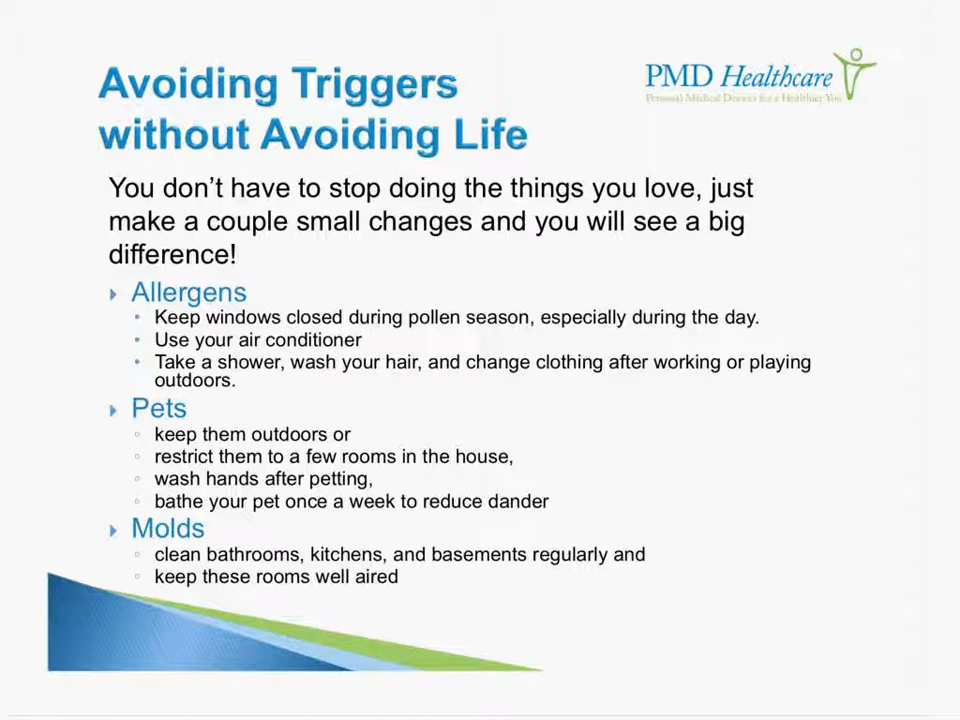 Avoiding Triggers
without Avoiding Life
PMD Healthcare
Personal Medical Devices for a Healthier You
You don't have to stop doing the things you love, just
make a couple small changes and you will see a big
difference!
Allergens
Keep windows closed during pollen season, especially during the day.
Use your air conditioner
Take a shower, wash your hair, and change clothing after working or playing
outdoors.
Pets
keep them outdoors or
restrict them to a few rooms in the house,
wash hands after petting,
bathe your pet once a week to reduce dander
Molds
clean bathrooms, kitchens, and basements regularly and
keep these rooms well aired